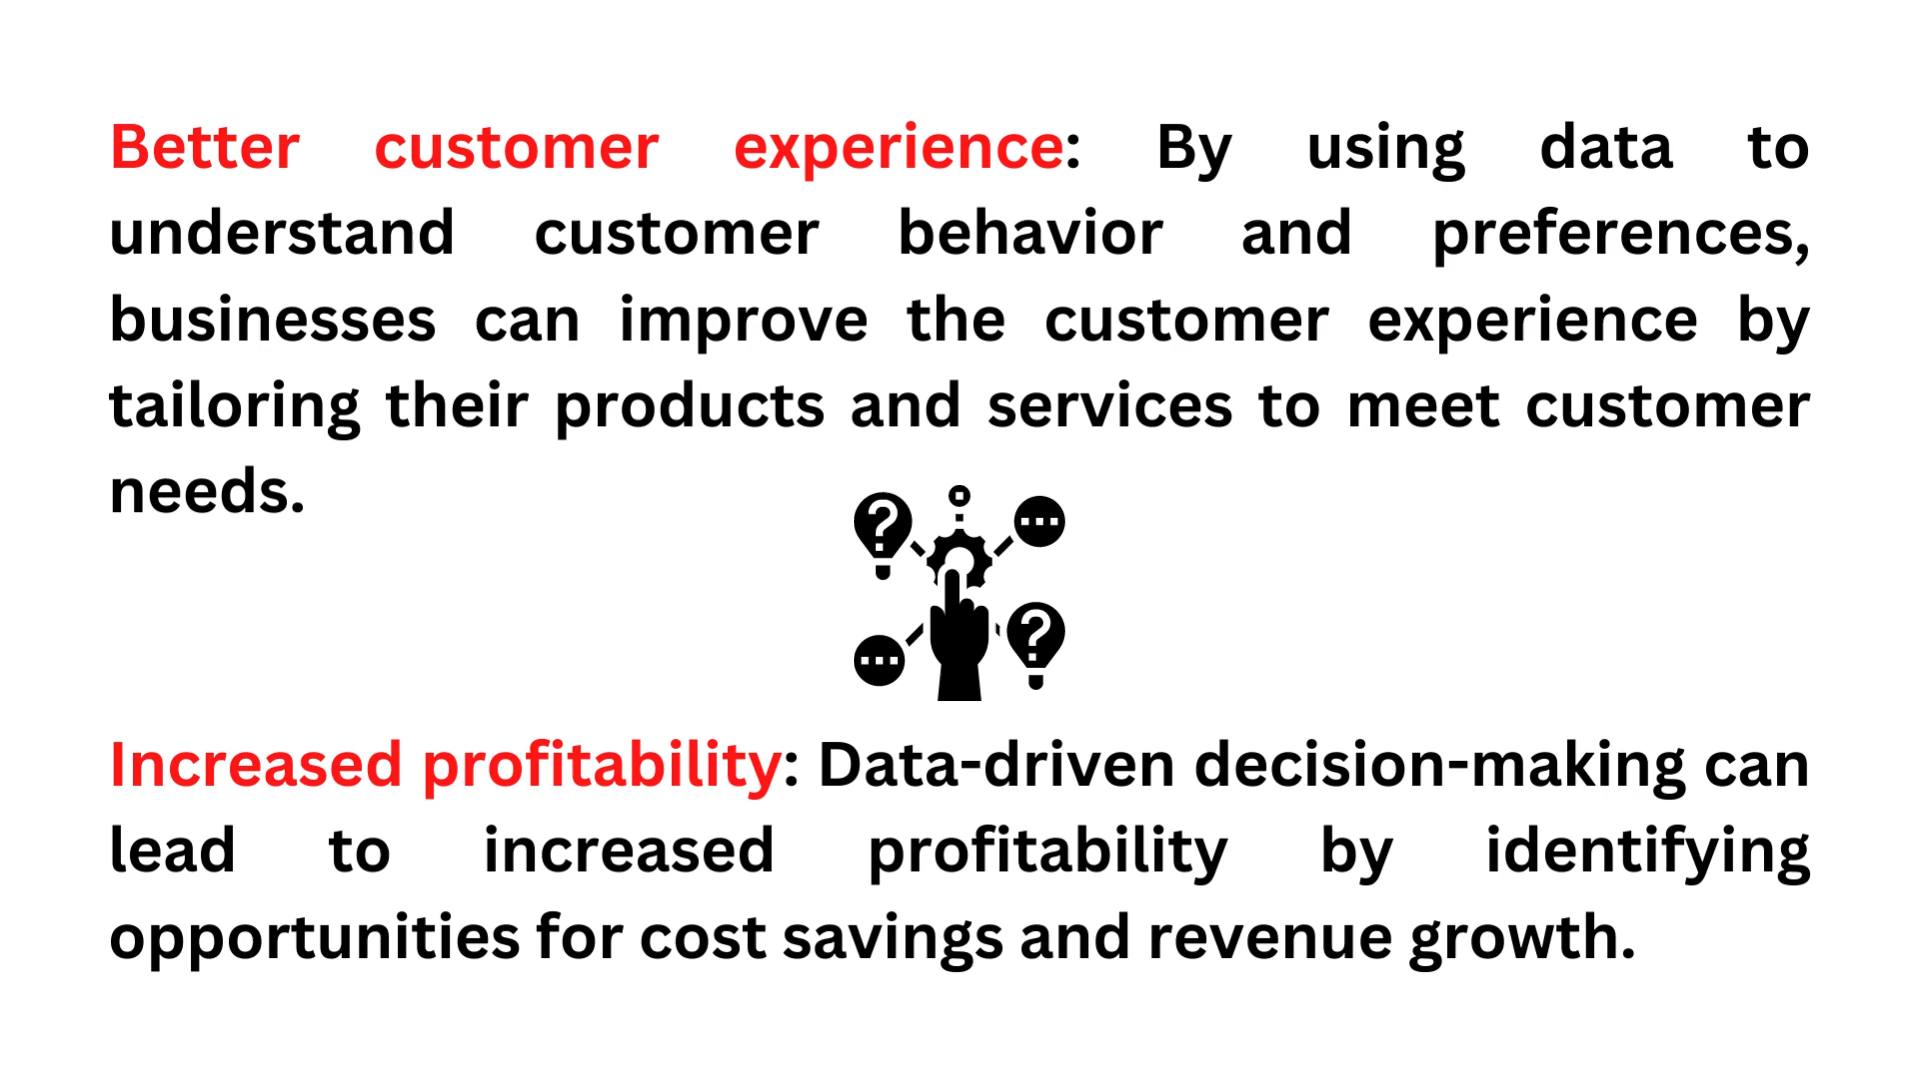 Better customer experience: By using data to
understand customer behavior and preferences,
businesses can improve the customer experience by
tailoring their products and services to meet customer
needs.
?
?
Increased profitability: Data-driven decision-making can
lead to increased profitability by identifying
opportunities for cost savings and revenue growth.